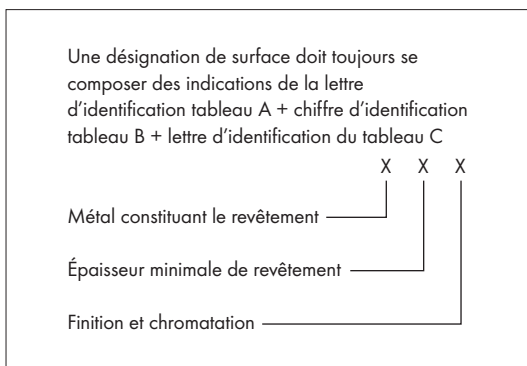 Une désignation de surface doit toujours se
composer des indications de la lettre
d'identification tableau A + chiffre d'identification
tableau B + lettre d'identification du tableau C
X X X
Métal constituant le revêtement
Épaisseur minimale de revêtement
Finition et chromatation